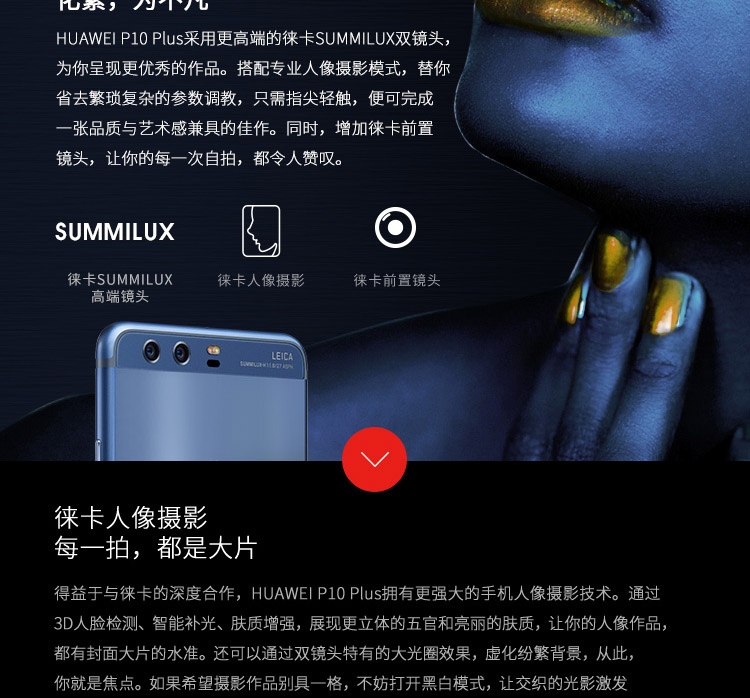 化繁，为不凡
HUAWEI P10 Plus采用更高端的徕卡SUMMILUX双镜头，
为你呈现更优秀的作品。搭配专业人像摄影模式，替你
省去繁琐复杂的参数调教，只需指尖轻触，便可完成
一张品质与艺术感兼具的佳作。同时，增加徕卡前置
镜头，让你的每一次自拍，都令人赞叹。
SUMMILUX
徕卡SUMMILUX
高端镜头
徕卡人像摄影
徕卡前置镜头
LEICA
徕卡人像摄影
每一拍，都是大片
得益于与徕卡的深度合作，HUAWEI P10 Plus拥有更强大的手机人像摄影技术。通过
3D人脸检测、智能补光、肤质增强，展现更立体的五官和亮丽的肤质，让你的人像作品，
都有封面大片的水准。还可以通过双镜头特有的大光圈效果，虚化纷繁背景，从此，
你就是焦点。如果希望摄影作品别具一格，不妨打开黑白模式，让交织的光影激发